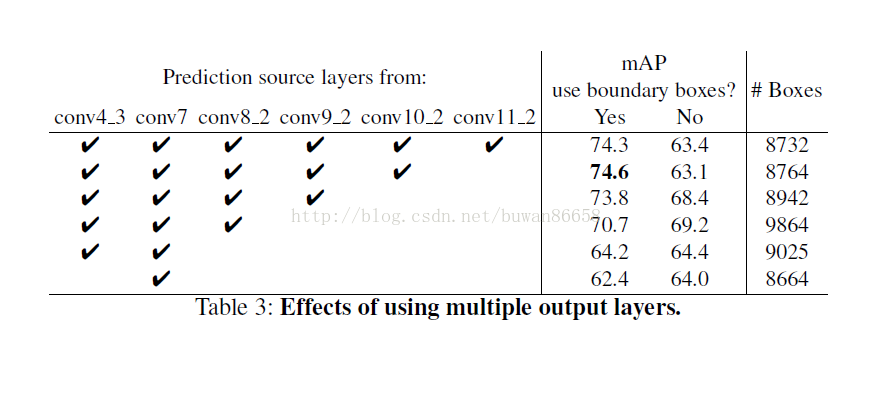 Prediction source layers from:
mAP
use boundary boxes?
# Boxes
conv4_3 conv7 conv8_2 conv9_2 conv10_2 conv11_2 Yes No
✔ ✔ ✔ ✔ ✔ ✔ 74.3 63.4 8732
✔ ✔ ✔ ✔ ✔ 74.6 63.1 8764
✔ ✔ ✔ ✔ 73.8 68.4 8942
http://blog.csdn.net/buwan86658
✔ ✔ ✔ 70.7 69.2 9864
✔ ✔ 64.2 64.4 9025
✔ 62.4 64.0 8664
Table 3: Effects of using multiple output layers.